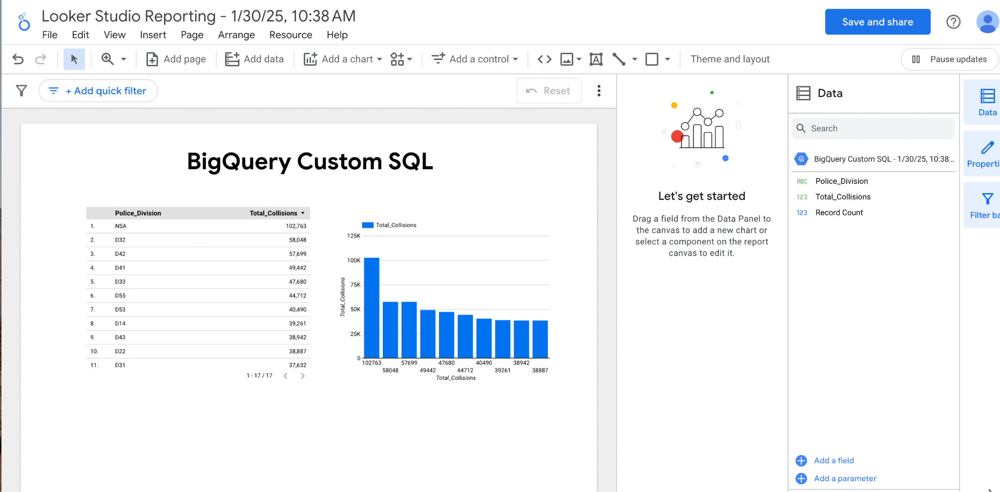 Looker Studio Reporting - 1/30/25, 10:38 AM
File Edit View Insert Page Arrange Resource Help
Save and share
Add page Add data Add a chart Add a control Theme and layout Pause updates
+ Add quick filter Reset
BigQuery Custom SQL
Police_Division Total_Collisions
1. NSA 102,763
2. D32 58,048
3. D42 57,699
4. D41 49,442
5. D33 47,680
6. D55 44,712
7. D53 40,490
8. D14 39,261
9. D43 38,942
10. D22 38,887
11. D31 37,632
1 - 17 / 17
Total_Collisions
125K
100K
75K
50K
25K
0
Total_Collisions
102763 57699 47680 40490 38942
58048 49442 44712 39261 38887
Total_Collisions
Let's get started
Drag a field from the Data Panel to
the canvas to add a new chart or
select a component on the report
canvas to edit it.
Data
Search
BigQuery Custom SQL - 1/30/25, 10:38...
ABC Police_Division
123 Total_Collisions
123 Record Count
Add a field
Add a parameter
Data
Properti
Filter ba